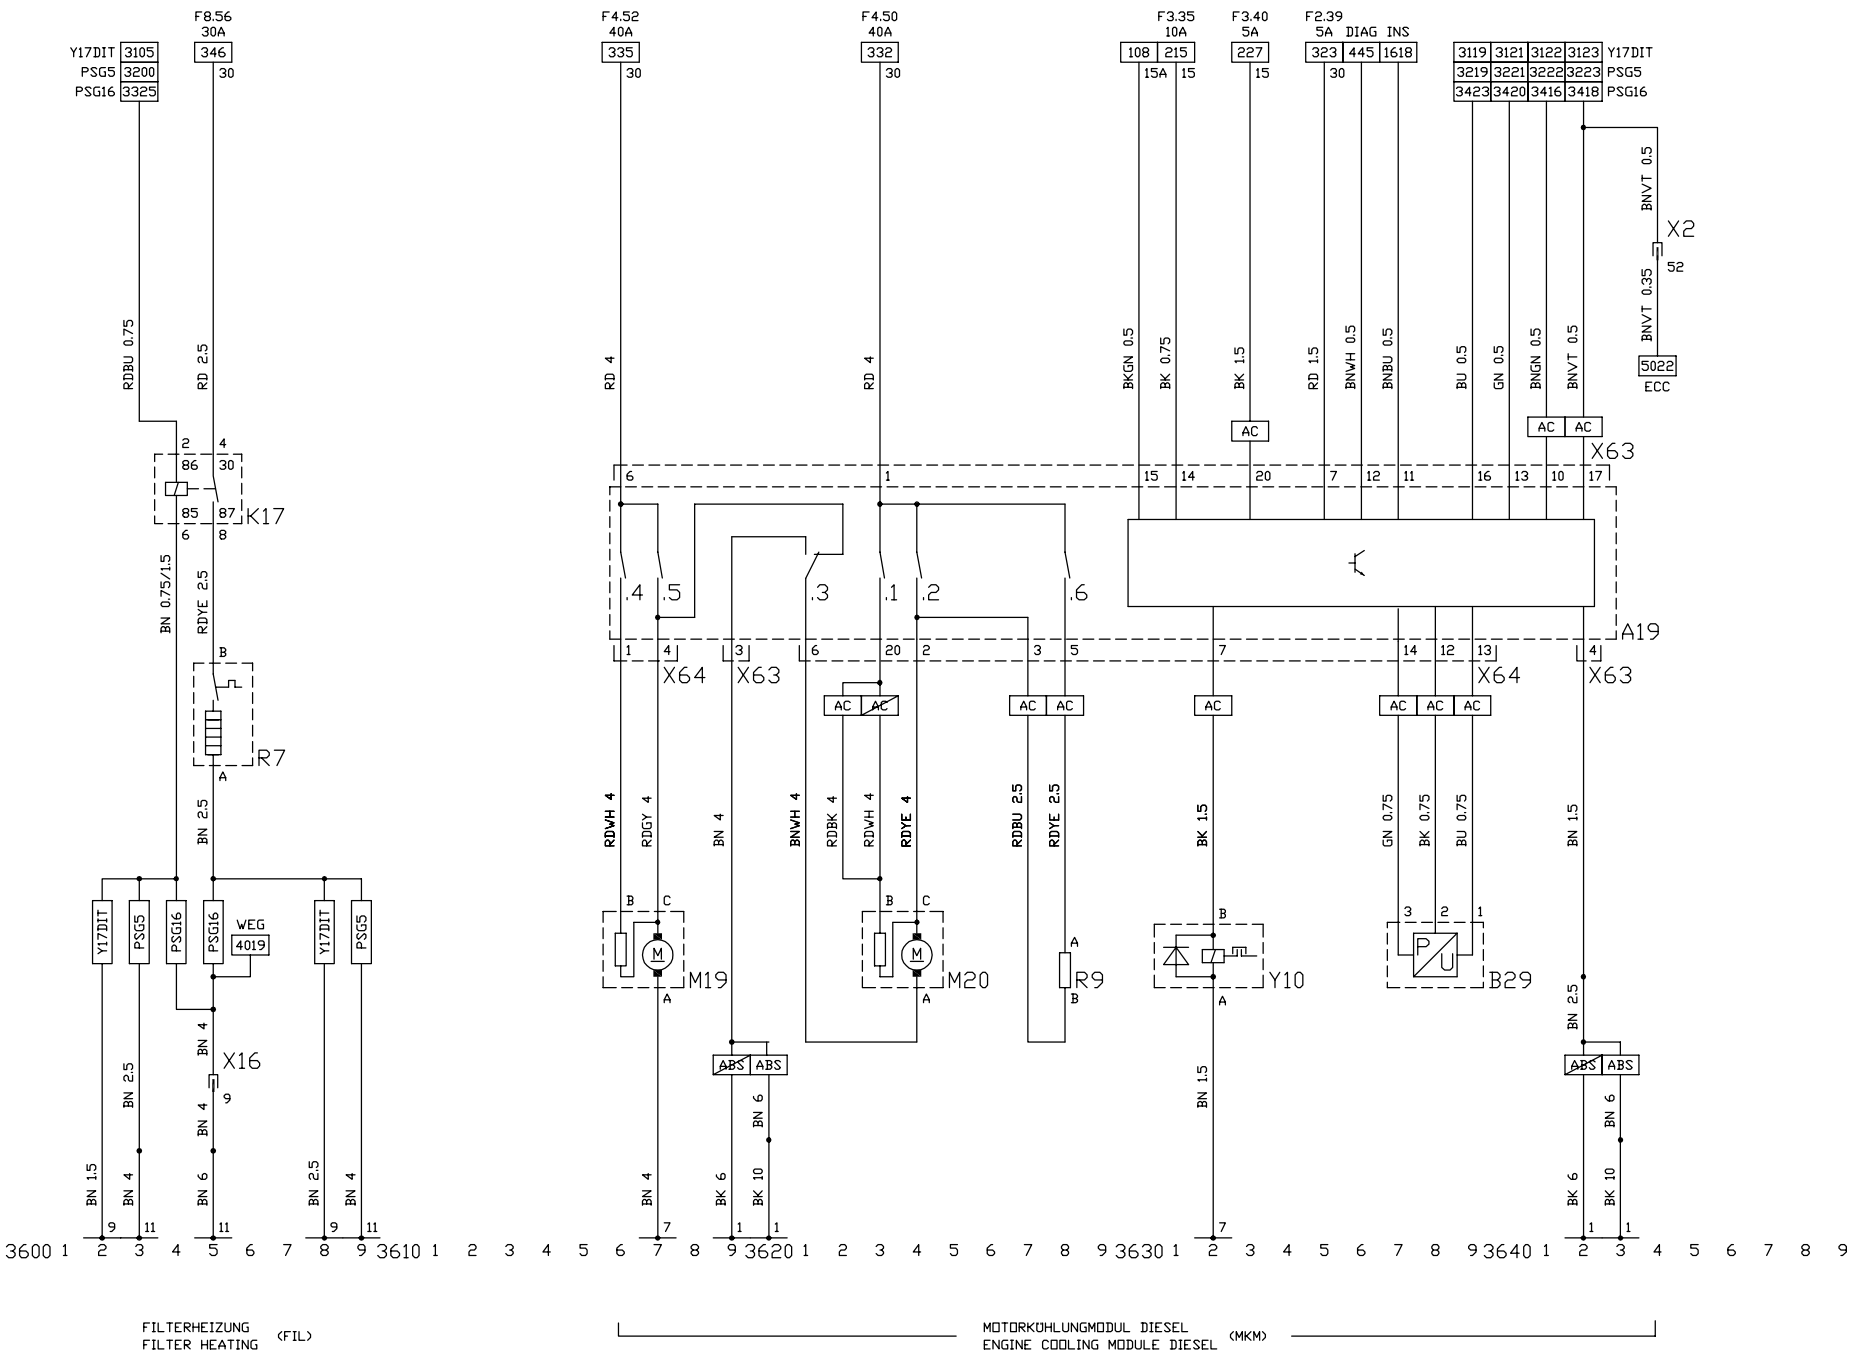 F8.56 F4.52 F4.50 F3.35 F3.40 F2.39
30A 40A 40A 10A 5A 5A DIAG INS
Y17DIT 3105 346 335 332 108 215 227 323 445 1618 3119 3121 3122 3123 Y17DIT
PSG5 3200 30 30 30 15A 15 15 30 3219 3221 3222 3223 PSG5
PSG16 3325 3423 3420 3416 3418 PSG16
BNVT 0.5
X2
52
BNVT 0.35
RDBU 0.75 RD 2.5 RD 4 RD 4 BKGN 0.5 BK 0.75 BK 1.5 RD 1.5 BNWH 0.5 BNBU 0.5 BU 0.5 GN 0.5 BNGN 0.5 BNVT 0.5
5022
ECC
AC AC AC
2 4 X63
86 30 6 1 15 14 20 7 12 11 16 13 10 17
85 87 K17
6 8
BN 0.75/1.5 RDYE 2.5 .4 .5 .3 .1 .2 .6
A19
B 1 4 3 6 20 2 3 5 7 14 12 13 4
X64 X63 X64 X63
AC AC AC AC AC AC AC AC
R7
A
BN 2.5 RDWH 4 RDGY 4 BN 4 BNWH 4 RDBK 4 RDWH 4 RDYE 4 RDBU 2.5 RDYE 2.5 BK 1.5 GN 0.75 BK 0.75 BU 0.75 BN 1.5
B C B C B 3 2 1
Y17DIT PSG5 PSG16 PSG16 WEG Y17DIT PSG5
4019 M M A P U
M19 M20 R9 Y10 B29
A A B A
BN 2.5
BN 4 X16
ABS ABS ABS ABS
BN 2.5 9 BN 1.5
BN 4 BN 6 BN 6
BN 1.5 BN 4 BN 6 BN 2.5 BN 4 BN 4 BK 6 BK 10 BK 6 BK 10
9 11 11 9 11 7 1 1 7 1 1
3600 1 2 3 4 5 6 7 8 9 3610 1 2 3 4 5 6 7 8 9 3620 1 2 3 4 5 6 7 8 9 3630 1 2 3 4 5 6 7 8 9 3640 1 2 3 4 5 6 7 8 9
FILTERHEIZUNG
FILTER HEATING (FIL)
MOTORKÜHLUNGMODUL DIESEL
ENGINE COOLING MODULE DIESEL (MKM)